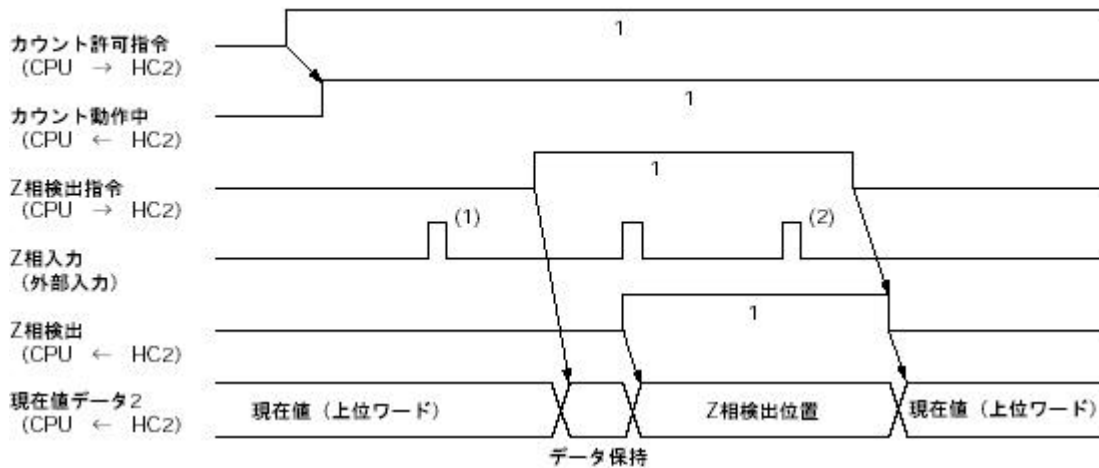 カウント許可指令
(CPU → HC2)
1
カウント動作中
(CPU ← HC2)
1
Z相検出指令
(CPU → HC2)
1
Z相入力
(外部入力)
(1)
(2)
Z相検出
(CPU ← HC2)
1
現在値データ2
(CPU ← HC2)
現在値(上位ワード)
Z相検出位置
現在値(上位ワード)
データ保持